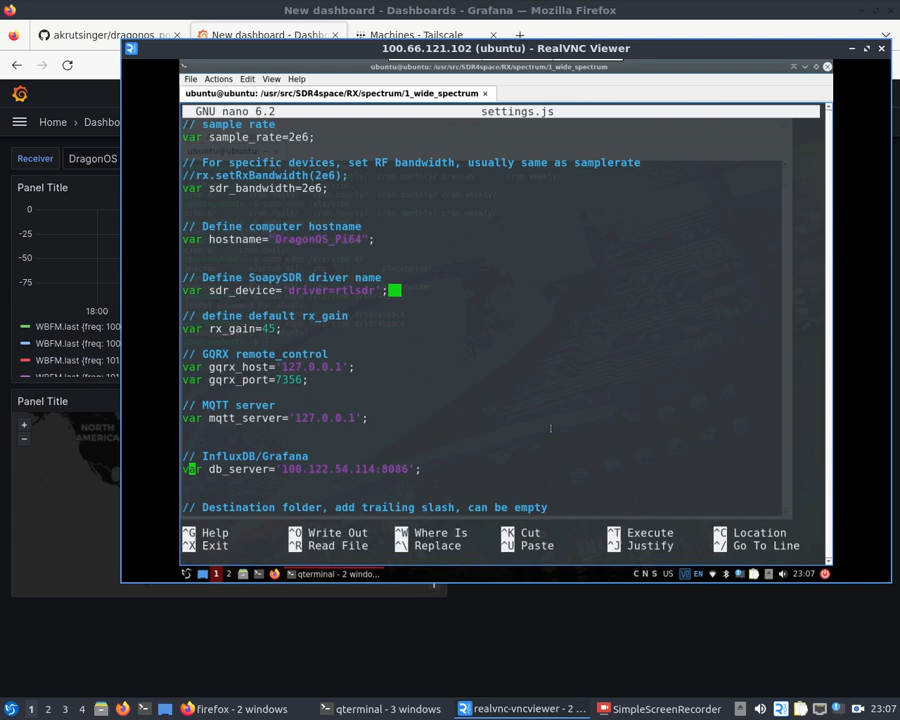 New dashboard - Dashboards - Grafana — Mozilla Firefox
akrutsinger/dragonos_po
New dashboard - Dashb
Machines - Tailscale
Home > Dashbo
Receiver DragonOS
Panel Title
0
-25
-50
-75
18:00
WBFM.last {freq: 100
WBFM.last {freq: 100
WBFM.last {freq: 101
WBFM.last {freq: 101
Panel Title
+
−
NORTH
AMERICA
100.66.121.102 (ubuntu) - RealVNC Viewer
ubuntu@ubuntu: /usr/src/SDR4space/RX/spectrum/1_wide_spectrum
File Actions Edit View Help
ubuntu@ubuntu: /usr/src/SDR4space/RX/spectrum/1_wide_spectrum ×
GNU nano 6.2 settings.js
// sample rate
var sample_rate=2e6;
// For specific devices, set RF bandwidth, usually same as samplerate
//rx.setRxBandwidth(2e6);
var sdr_bandwidth=2e6;
// Define computer hostname
var hostname="DragonOS_Pi64";
// Define SoapySDR driver name
var sdr_device='driver=rtlsdr';
// define default rx_gain
var rx_gain=45;
// GQRX remote_control
var gqrx_host='127.0.0.1';
var gqrx_port=7356;
// MQTT server
var mqtt_server='127.0.0.1';
// InfluxDB/Grafana
var db_server='100.122.54.114:8086';
// Destination folder, add trailing slash, can be empty
^G Help ^O Write Out ^W Where Is ^K Cut ^T Execute ^C Location
^X Exit ^R Read File ^\ Replace ^U Paste ^J Justify ^/ Go To Line
1 2 qterminal - 2 windo... C N S US EN 23:07
1 2 3 4 firefox - 2 windows qterminal - 3 windows realvnc-vncviewer - 2 ... SimpleScreenRecorder 23:07